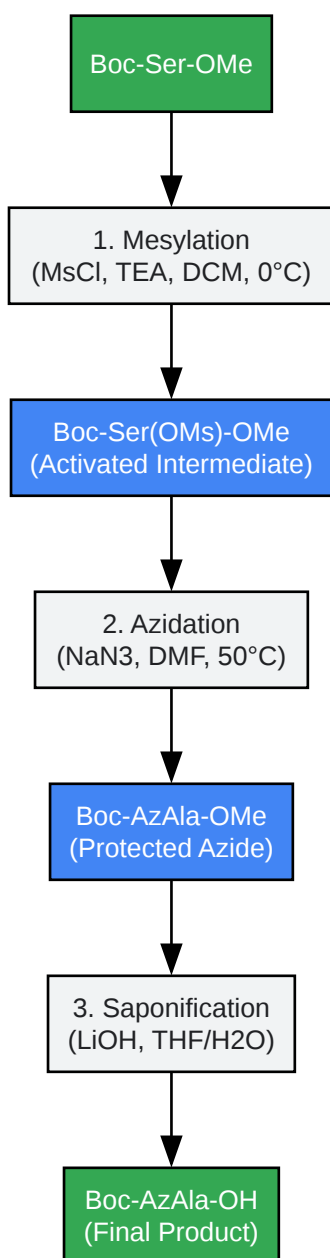 Boc-Ser-OMe
1. Mesylation
(MsCl, TEA, DCM, 0°C)
Boc-Ser(OMs)-OMe
(Activated Intermediate)
2. Azidation
(NaN3, DMF, 50°C)
Boc-AzAla-OMe
(Protected Azide)
3. Saponification
(LiOH, THF/H2O)
Boc-AzAla-OH
(Final Product)